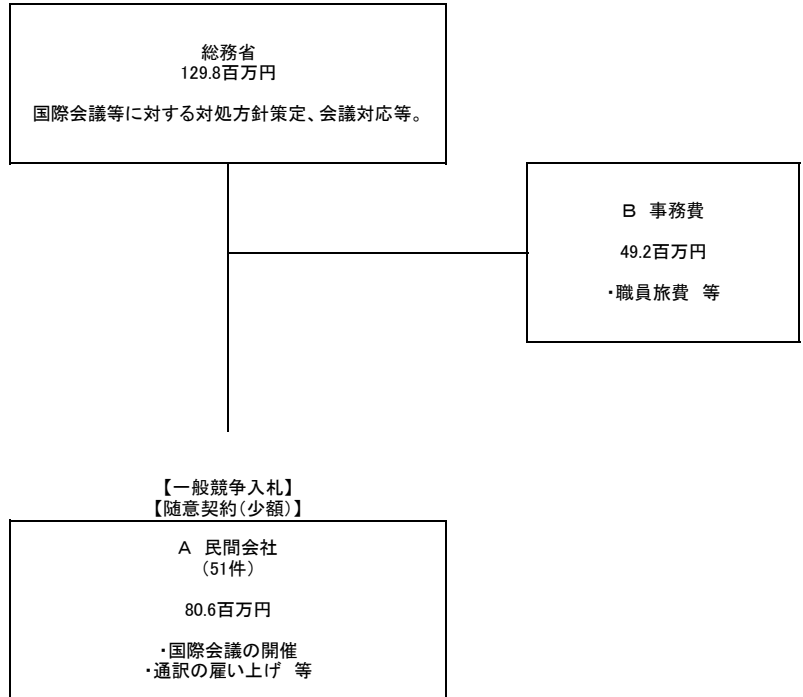 総務省
129.8百万円
国際会議等に対する対処方針策定、会議対応等。
B 事務費
49.2百万円
・職員旅費 等
【一般競争入札】
【随意契約(少額)】
A 民間会社
(51件)
80.6百万円
・国際会議の開催
・通訳の雇い上げ 等